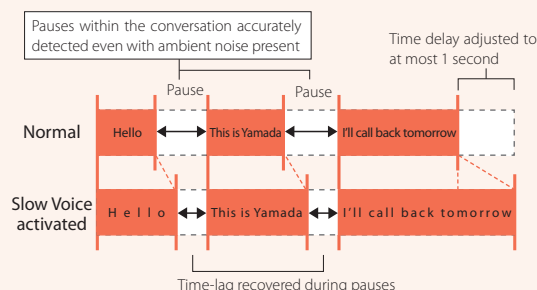 Pauses within the conversation accurately
detected even with ambient noise present
Time delay adjusted to
at most 1 second
Pause
Pause
Normal
Hello
This is Yamada
I'll call back tomorrow
Slow Voice
activated
Hello
This is Yamada
I'll call back tomorrow
Time-lag recovered during pauses